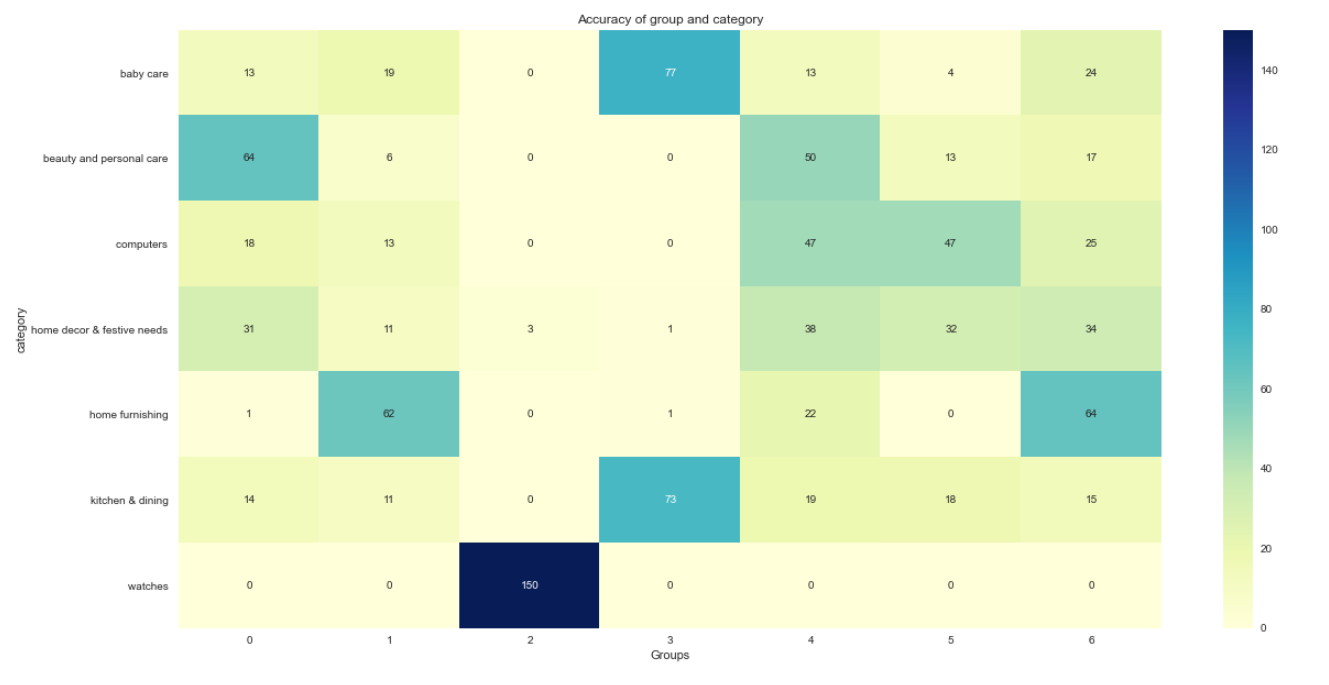 Accuracy of group and category
baby care 13 19 0 77 13 4 24
beauty and personal care 64 6 0 0 50 13 17
computers 18 13 0 0 47 47 25
home decor & festive needs 31 11 3 1 38 32 34
home furnishing 1 62 0 1 22 0 64
kitchen & dining 14 11 0 73 19 18 15
watches 0 0 150 0 0 0 0
0 1 2 3 4 5 6
Groups
category
140
120
100
80
60
40
20
0